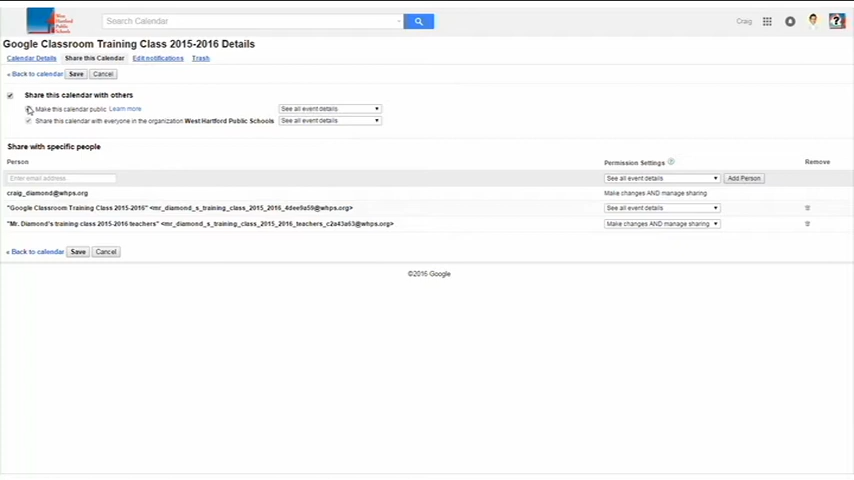 West Hartford Public Schools
Search Calendar
Craig
Google Classroom Training Class 2015-2016 Details
Calendar Details Share this Calendar Edit notifications Trash
« Back to calendar Save Cancel
Share this calendar with others
Make this calendar public Learn more See all event details
Share this calendar with everyone in the organization West Hartford Public Schools See all event details
Share with specific people
Person Permission Settings ? Remove
Enter email address See all event details Add Person
craig_diamond@whps.org Make changes AND manage sharing
"Google Classroom Training Class 2015-2016" <mr_diamond_s_training_class_2015_2016_4dee9a59@whps.org> See all event details
"Mr. Diamond's training class 2015-2016 teachers" <mr_diamond_s_training_class_2015_2016_teachers_c2a43a63@whps.org> Make changes AND manage sharing
« Back to calendar Save Cancel
©2016 Google